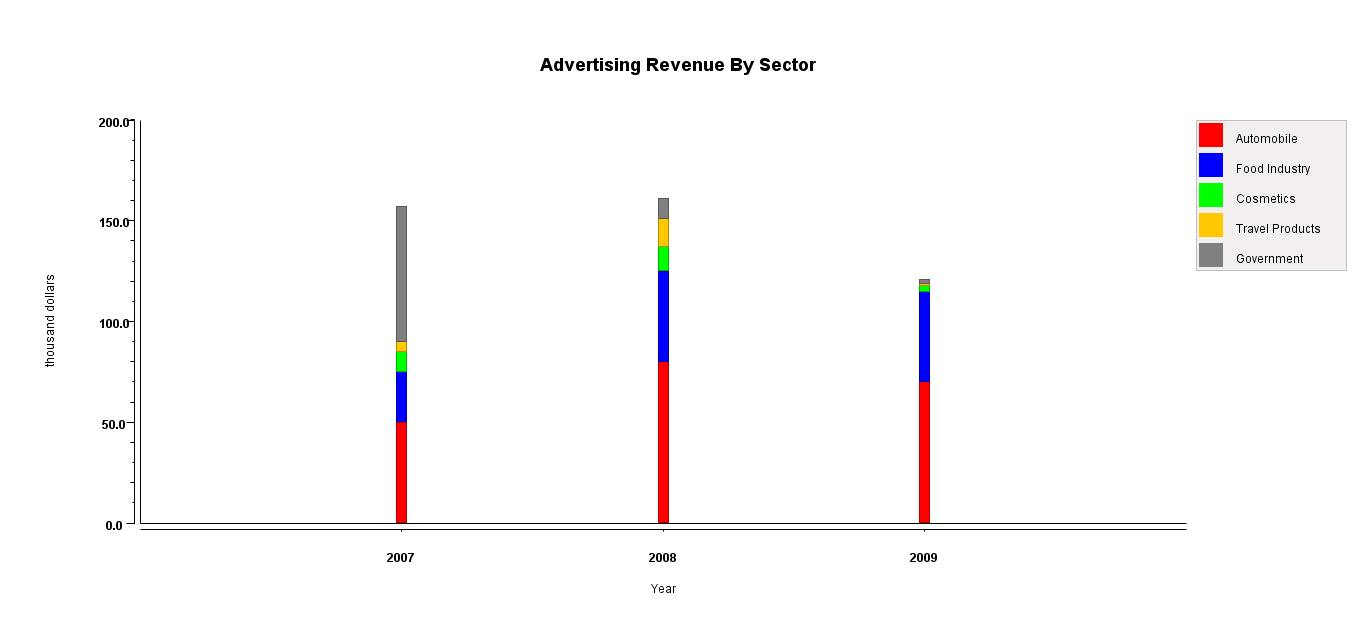 Advertising Revenue By Sector
200.0
150.0
100.0
50.0
0.0
thousand dollars
2007
2008
2009
Year
Automobile
Food Industry
Cosmetics
Travel Products
Government